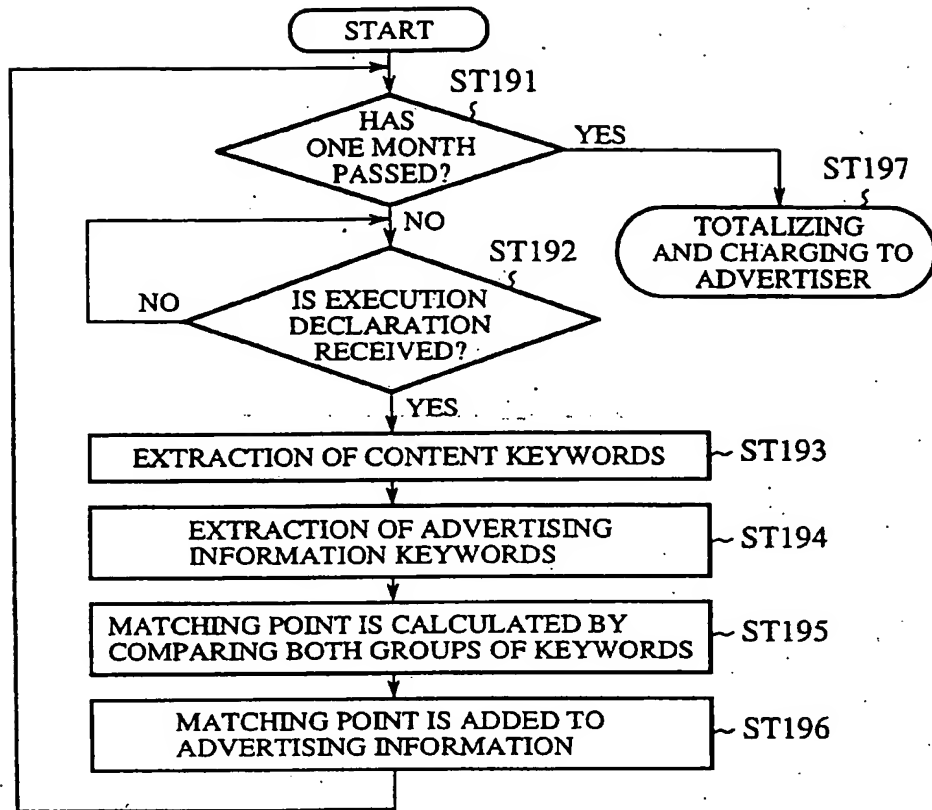 START
ST191
HAS
ONE MONTH
PASSED?
YES
ST197
TOTALIZING
AND CHARGING TO
ADVERTISER
NO
ST192
NO
IS EXECUTION
DECLARATION
RECEIVED?
YES
EXTRACTION OF CONTENT KEYWORDS
ST193
EXTRACTION OF ADVERTISING
INFORMATION KEYWORDS
ST194
MATCHING POINT IS CALCULATED BY
COMPARING BOTH GROUPS OF KEYWORDS
ST195
MATCHING POINT IS ADDED TO
ADVERTISING INFORMATION
ST196